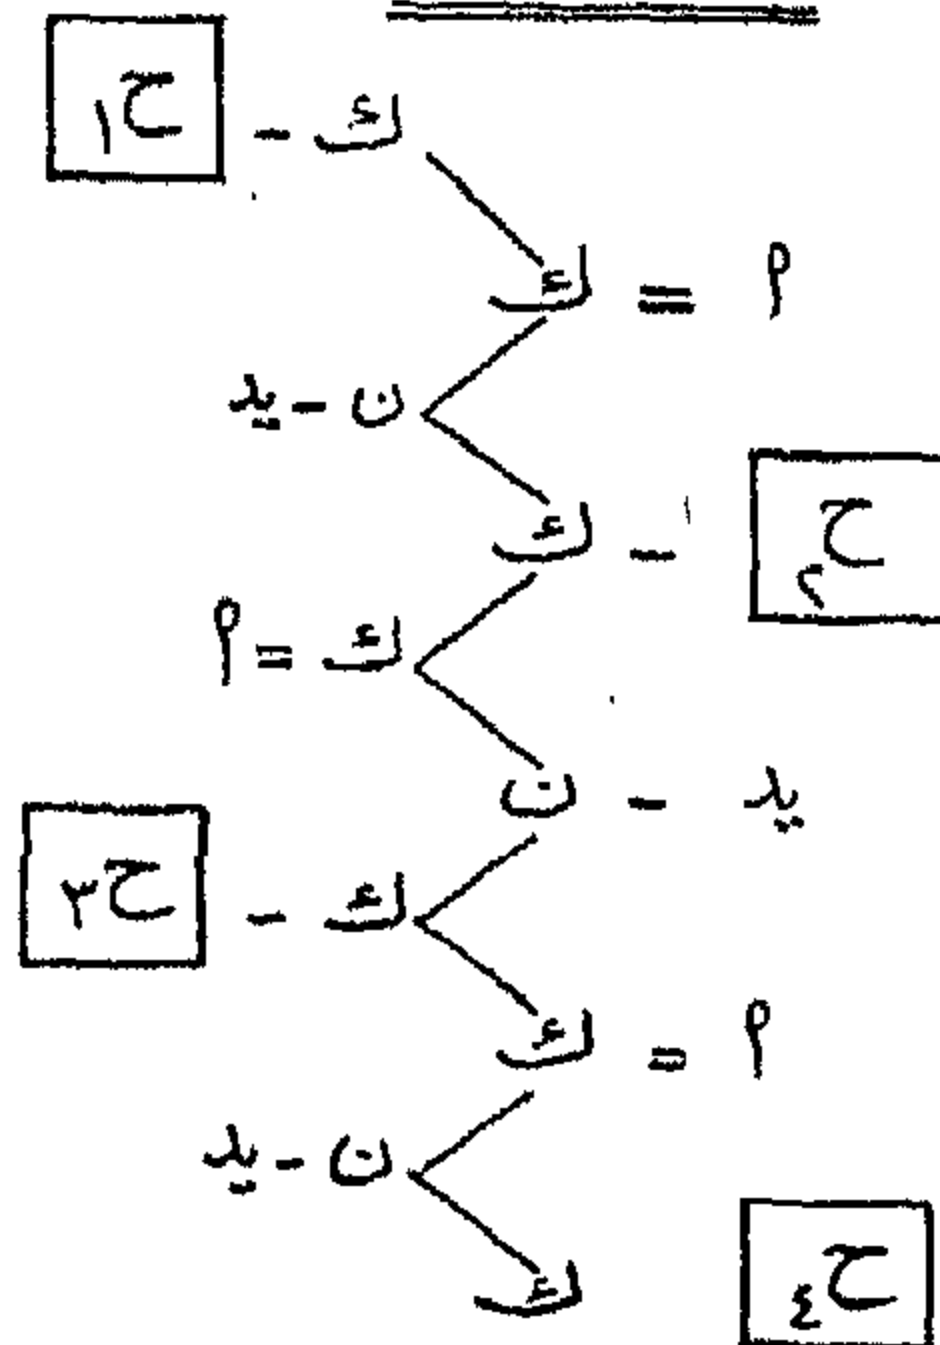 ح١ - ك
ك = م
ن - يد
ك - ح٢
ك = م
ن - يد
ح٣ - ك
ك = م
ن - يد
ك ح٤